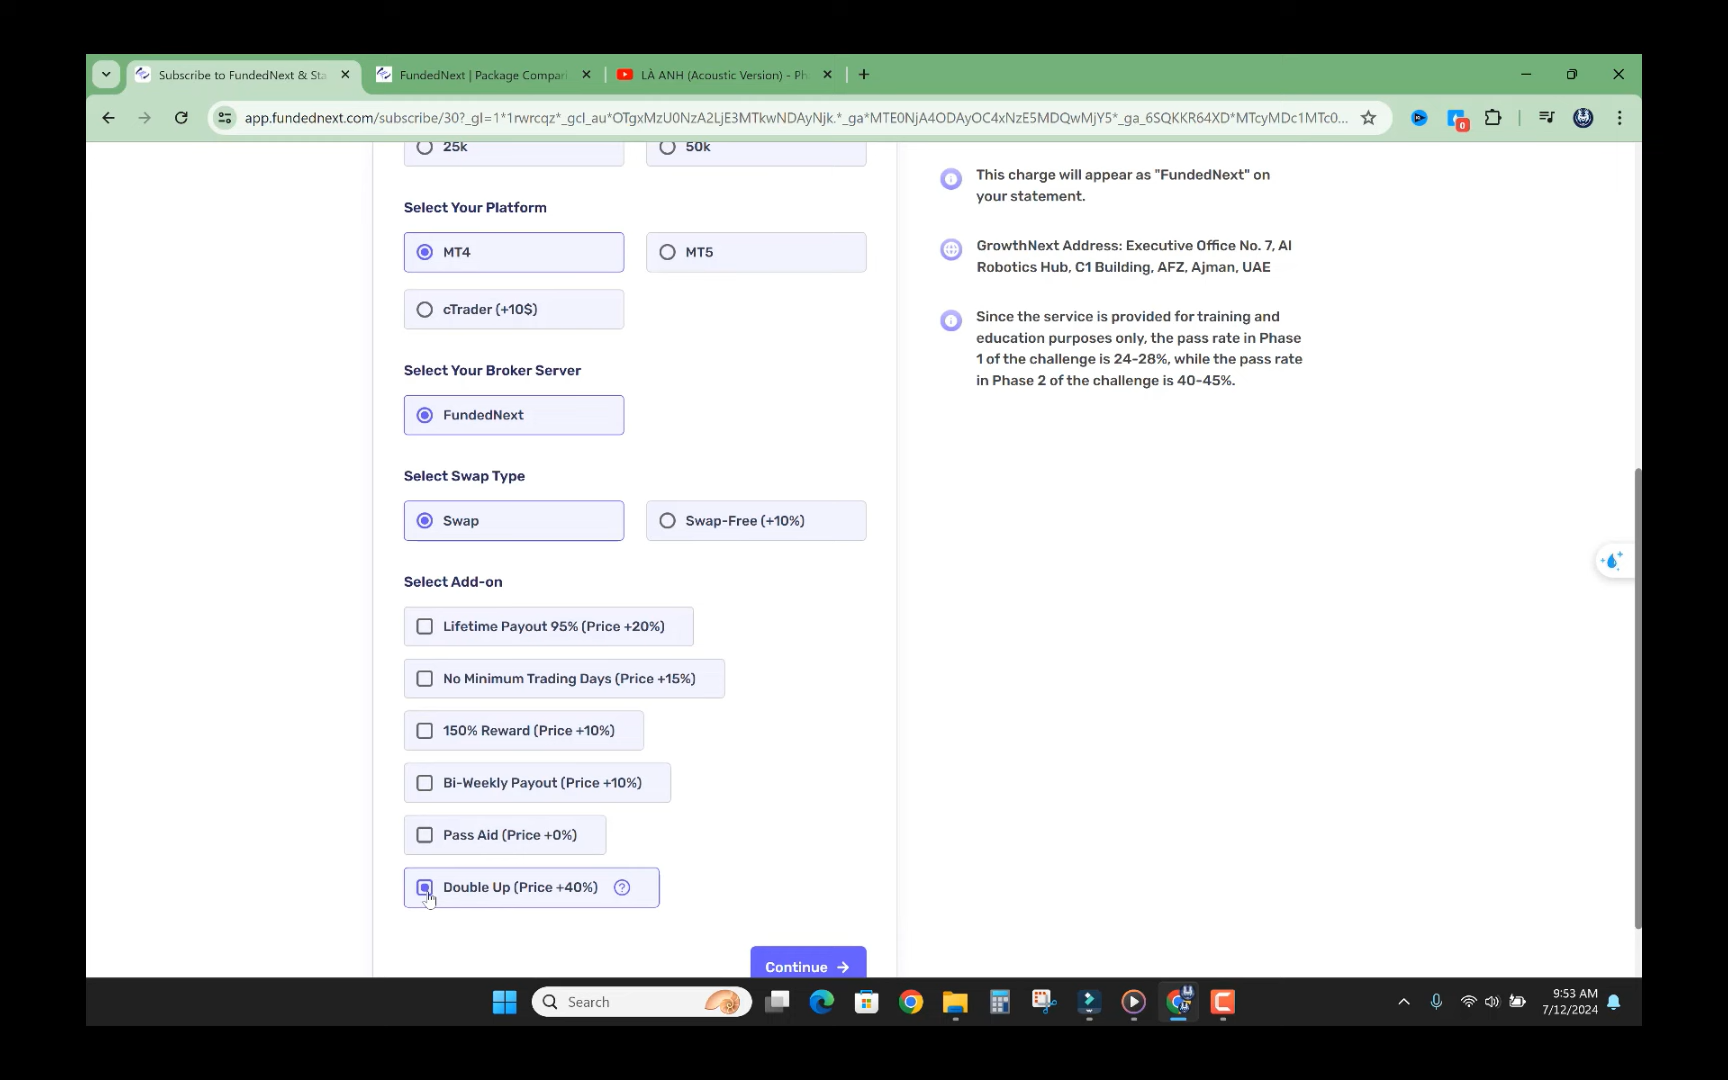 Subscribe to FundedNext & Sta
FundedNext | Package Compari
LÀ ANH (Acoustic Version) - Ph
app.fundednext.com/subscribe/30?_gl=1*1rwrcqz*_gcl_au*OTgxMzU0NzA2LjE3MTkwNDAyNjk.*_ga*MTE0NjA4ODAyOC4xNzE5MDQwMjY5*_ga_6SQKKR64XD*MTcyMDc1MTc0...
0
25k
50k
Select Your Platform
MT4
MT5
cTrader (+10$)
Select Your Broker Server
FundedNext
Select Swap Type
Swap
Swap-Free (+10%)
Select Add-on
Lifetime Payout 95% (Price +20%)
No Minimum Trading Days (Price +15%)
150% Reward (Price +10%)
Bi-Weekly Payout (Price +10%)
Pass Aid (Price +0%)
Double Up (Price +40%)
Continue
This charge will appear as "FundedNext" on
your statement.
GrowthNext Address: Executive Office No. 7, AI
Robotics Hub, C1 Building, AFZ, Ajman, UAE
Since the service is provided for training and
education purposes only, the pass rate in Phase
1 of the challenge is 24-28%, while the pass rate
in Phase 2 of the challenge is 40-45%.
Search
9:53 AM
7/12/2024